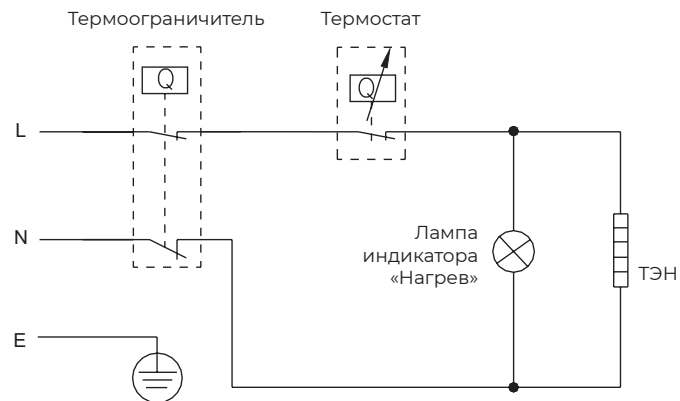 Термоограничитель
Термостат
Q
Q
L
N
Лампа
индикатора
«Нагрев»
ТЭН
E